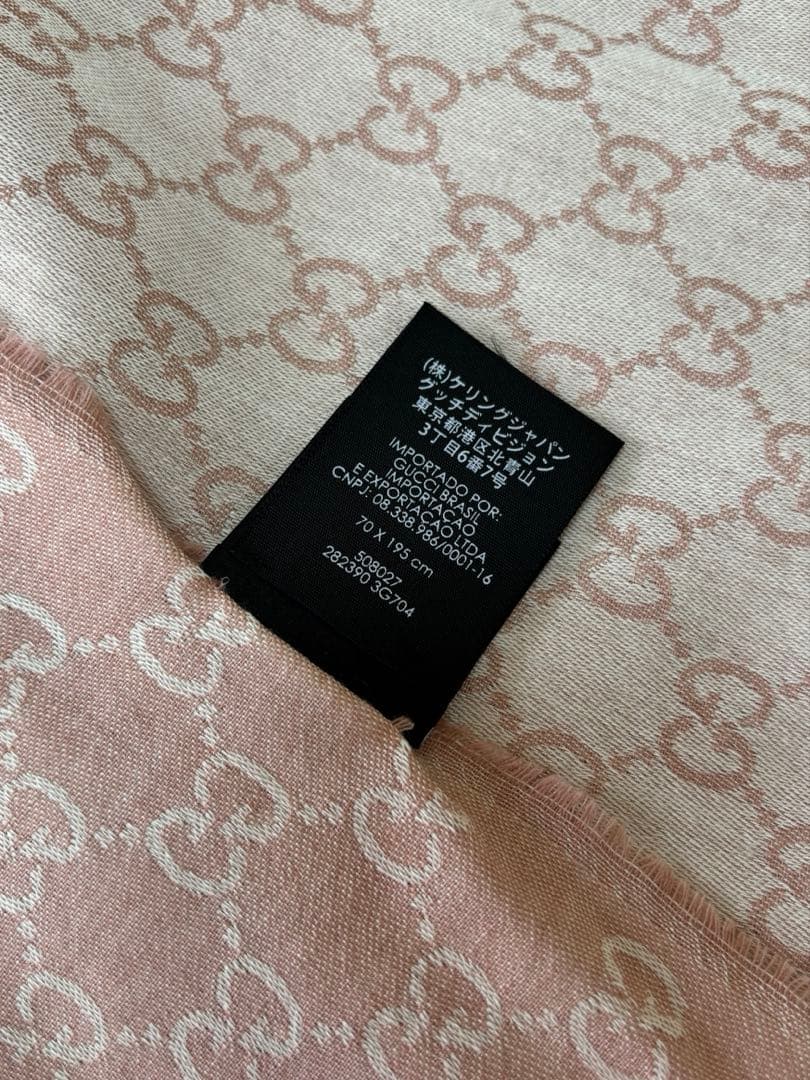 (株)ケリングジャパン
グッチディビジョン
東京都港区北青山
3丁目6番7号
IMPORTADO POR:
GUCCI BRASIL
IMPORTACAO
E EXPORTACAO LTDA
CNPJ: 08.338.986/0001-16
70 X 195 cm
508027
282390 3G704